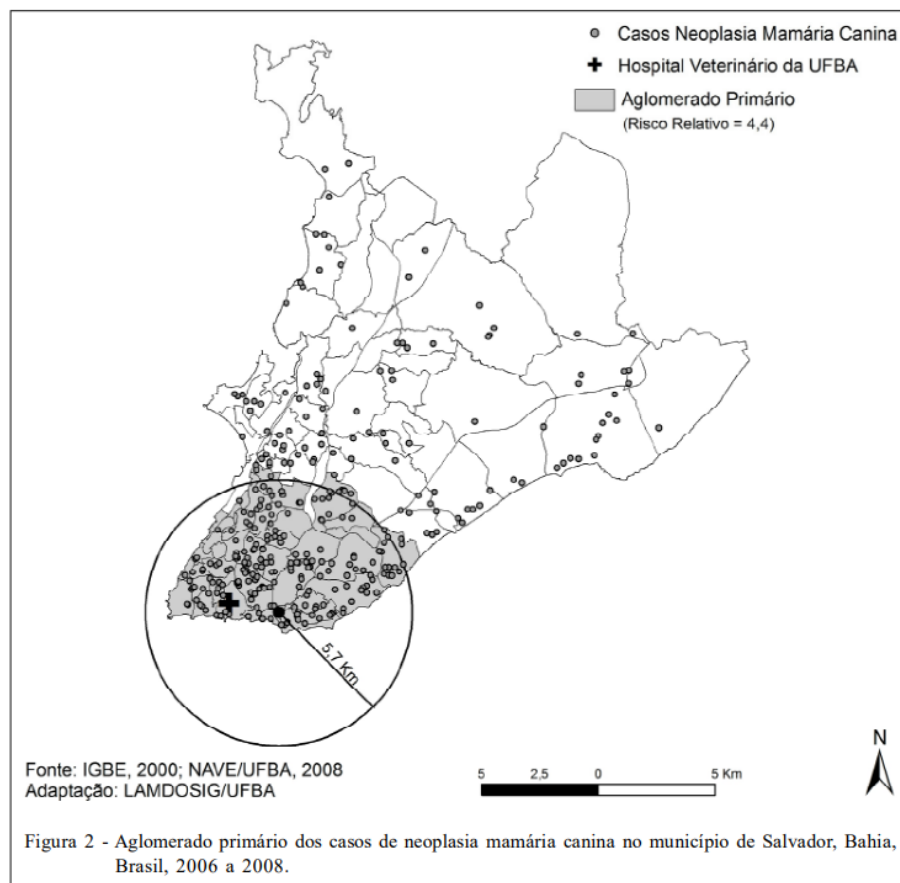 Casos Neoplasia Mamária Canina
Hospital Veterinário da UFBA
Aglomerado Primário
(Risco Relativo = 4,4)
5,7 Km
Fonte: IGBE, 2000; NAVE/UFBA, 2008
Adaptação: LAMDOSIG/UFBA
5 2,5 0 5 Km
N
Figura 2 - Aglomerado primário dos casos de neoplasia mamária canina no município de Salvador, Bahia,
Brasil, 2006 a 2008.